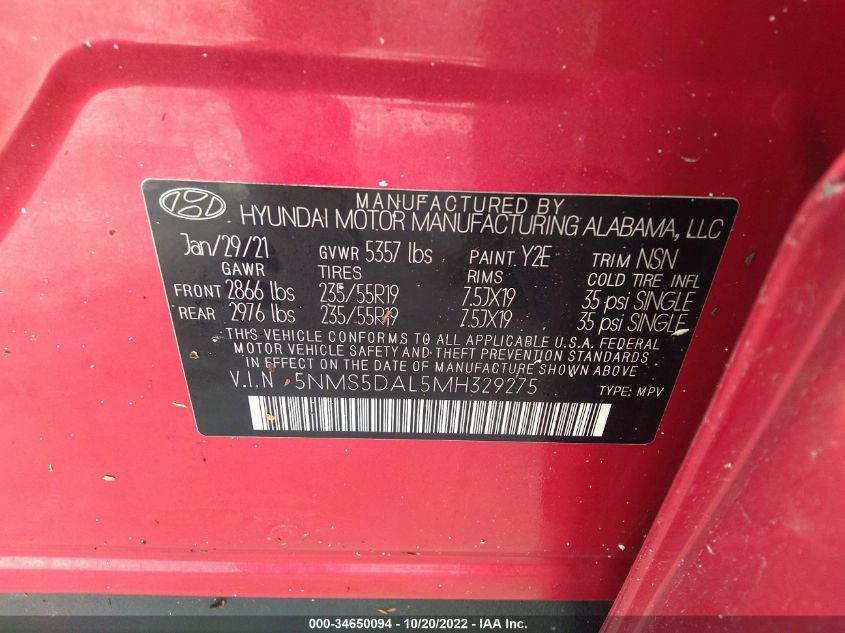 MANUFACTURED BY
HYUNDAI MOTOR MANUFACTURING ALABAMA, LLC
Jan/29/21 GVWR 5357 lbs PAINT Y2E TRIM NSN
GAWR TIRES RIMS COLD TIRE INFL
FRONT 2866 lbs 235/55R19 7.5JX19 35 psi SINGLE
REAR 2976 lbs 235/55R19 7.5JX19 35 psi SINGLE
THIS VEHICLE CONFORMS TO ALL APPLICABLE U.S.A. FEDERAL
MOTOR VEHICLE SAFETY AND THEFT PREVENTION STANDARDS
IN EFFECT ON THE DATE OF MANUFACTURE SHOWN ABOVE
V.I.N 5NMS5DAL5MH329275 TYPE: MPV
000-34650094 - 10/20/2022 - IAA Inc.